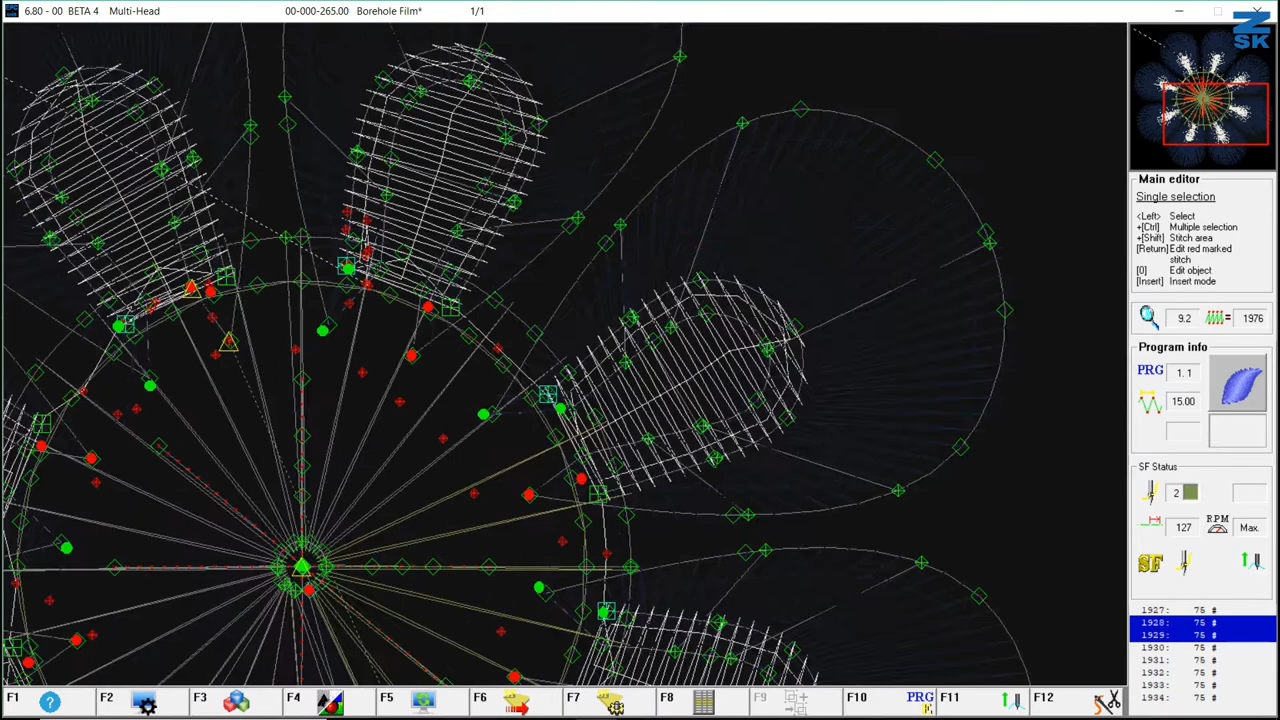 6.80 - 00 BETA 4 Multi-Head 00-000-265.00 Borehole Film* 1/1
ZSK
Main editor
Single selection
<Left> Select
+[Ctrl] Multiple selection
+[Shift] Stitch area
[Return] Edit red marked
stitch
[0] Edit object
[Insert] Insert mode
9.2 1976
Program info
PRG 1. 1
15.00
SF Status
2
127 RPM Max.
SF
1927: 75 #
1928: 75 #
1929: 75 #
1930: 75 #
1931: 75 #
1932: 75 #
1933: 75 #
1934: 75 #
F1 F2 F3 F4 F5 F6 F7 F8 F9 F10 PRG F11 F12